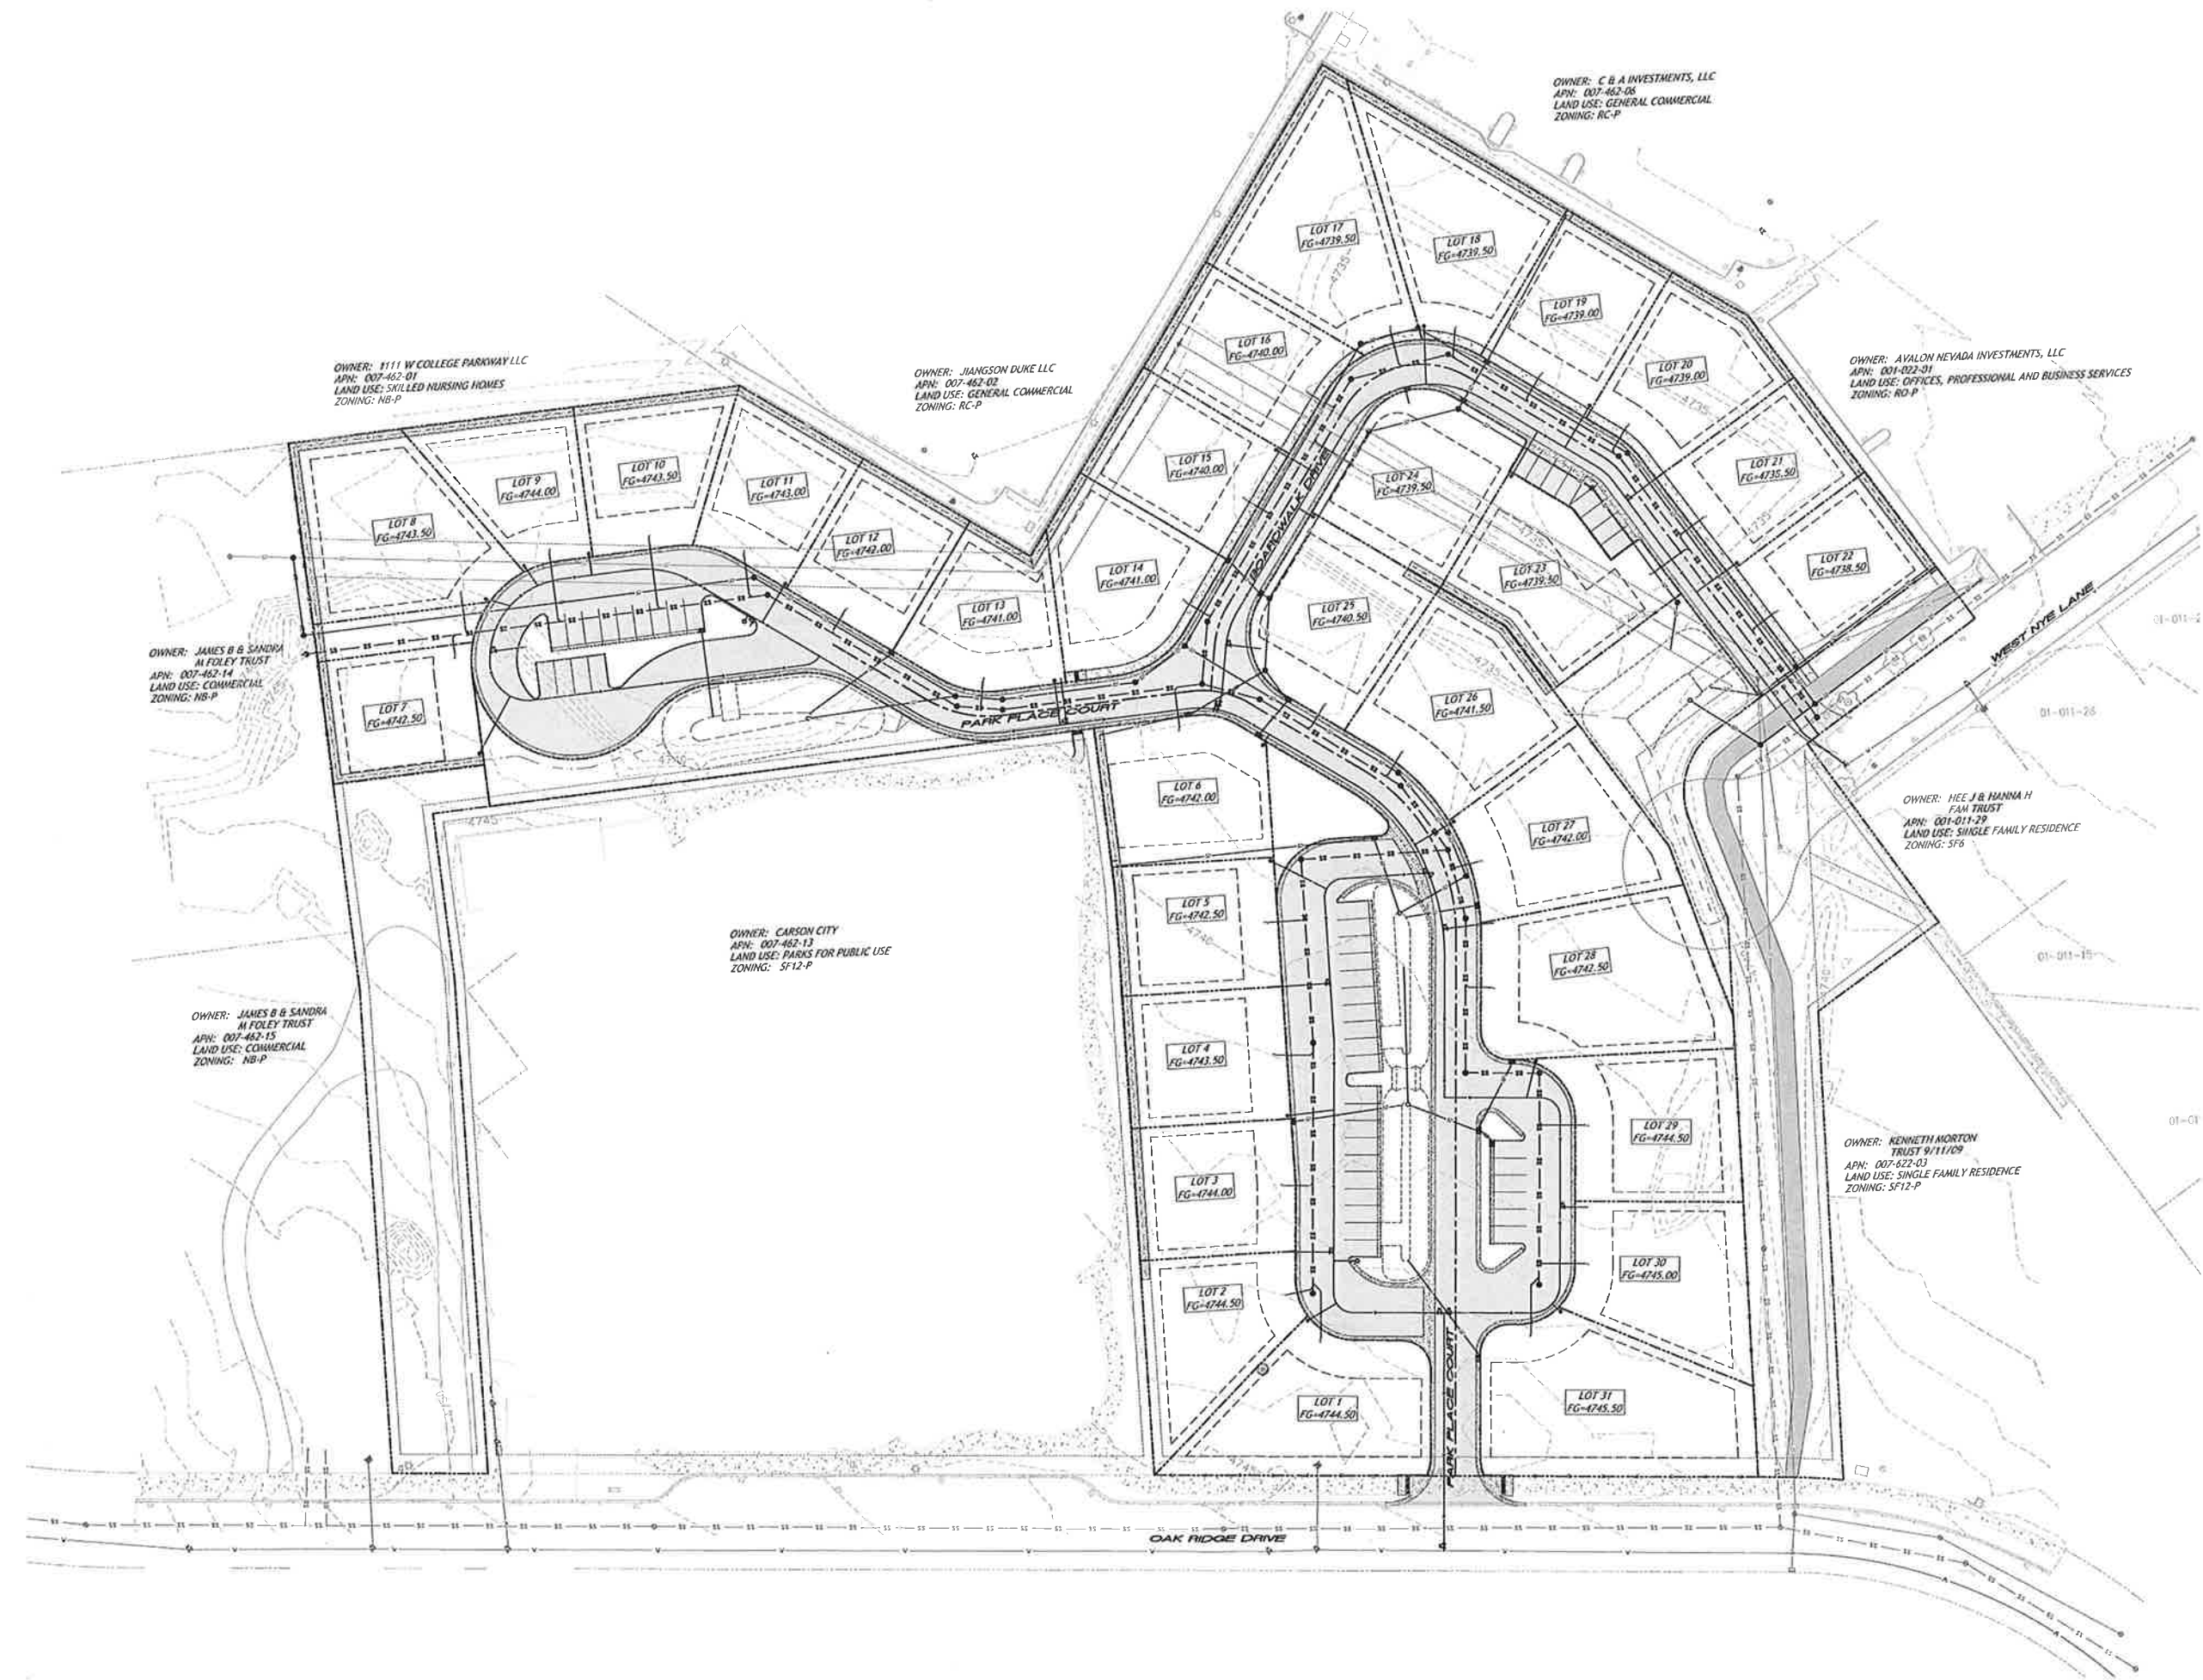 OWNER: C & A INVESTMENTS, LLC
APN: 007-462-06
LAND USE: GENERAL COMMERCIAL
ZONING: RC-P
LOT 17
FG=4739.50
LOT 18
FG=4739.50
4735
LOT 19
FG=4739.00
LOT 16
FG=4740.00
LOT 20
FG=4739.00
4735
OWNER: 1111 W COLLEGE PARKWAY LLC
APN: 007-462-01
LAND USE: SKILLED NURSING HOMES
ZONING: NB-P
OWNER: JIANGSON DUKE LLC
APN: 007-462-02
LAND USE: GENERAL COMMERCIAL
ZONING: RC-P
OWNER: AVALON NEVADA INVESTMENTS, LLC
APN: 001-022-01
LAND USE: OFFICES, PROFESSIONAL AND BUSINESS SERVICES
ZONING: RO-P
LOT 8
FG=4743.50
LOT 9
FG=4744.00
LOT 10
FG=4743.50
LOT 11
FG=4743.00
LOT 12
FG=4742.00
LOT 13
FG=4741.00
LOT 14
FG=4741.00
LOT 15
FG=4740.00
BOARDWALK DRIVE
LOT 24
FG=4739.50
4735
LOT 21
FG=4738.50
4735
LOT 22
FG=4738.50
LOT 23
FG=4739.50
LOT 25
FG=4740.50
4735
LOT 26
FG=4741.50
WEST NYE LANE
01-011-28
OWNER: JAMES B & SANDRA
M FOLEY TRUST
APN: 007-462-14
LAND USE: COMMERCIAL
ZONING: NB-P
LOT 7
FG=4742.50
PARK PLACE COURT
4745
LOT 6
FG=4742.00
LOT 27
FG=4742.00
OWNER: HEE J & HANNA H
FAM TRUST
APN: 001-011-29
LAND USE: SINGLE FAMILY RESIDENCE
ZONING: SF6
OWNER: CARSON CITY
APN: 007-462-13
LAND USE: PARKS FOR PUBLIC USE
ZONING: SF12-P
LOT 5
FG=4742.50
4740
LOT 28
FG=4742.50
4740
01-011-15
OWNER: JAMES B & SANDRA
M FOLEY TRUST
APN: 007-462-15
LAND USE: COMMERCIAL
ZONING: NB-P
LOT 4
FG=4743.50
LOT 29
FG=4744.50
OWNER: KENNETH MORTON
TRUST 9/11/09
APN: 007-622-03
LAND USE: SINGLE FAMILY RESIDENCE
ZONING: SF12-P
LOT 3
FG=4744.00
LOT 30
FG=4745.00
LOT 2
FG=4744.50
LOT 1
FG=4744.50
LOT 31
FG=4745.50
PARK PLACE COURT
4745
OAK RIDGE DRIVE